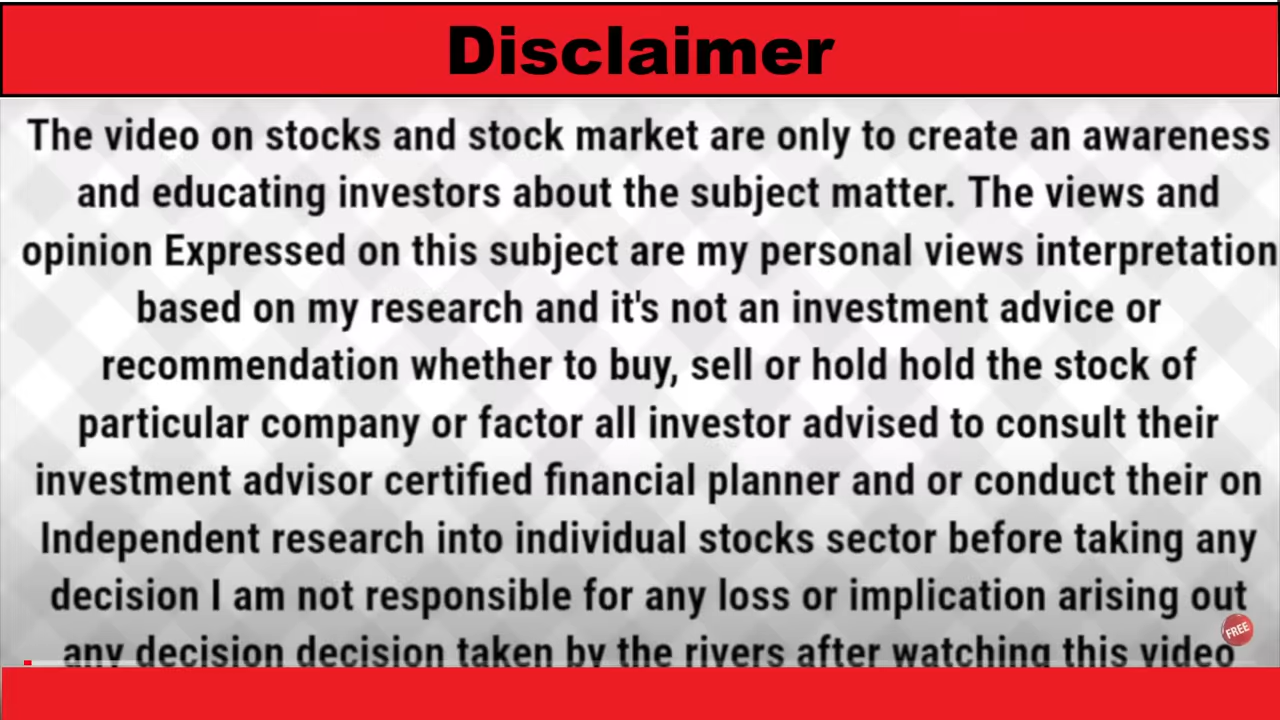 Disclaimer
The video on stocks and stock market are only to create an awareness
and educating investors about the subject matter. The views and
opinion Expressed on this subject are my personal views interpretation
based on my research and it's not an investment advice or
recommendation whether to buy, sell or hold hold the stock of
particular company or factor all investor advised to consult their
investment advisor certified financial planner and or conduct their on
Independent research into individual stocks sector before taking any
decision I am not responsible for any loss or implication arising out
any decision decision taken by the rivers after watching this video
FREE